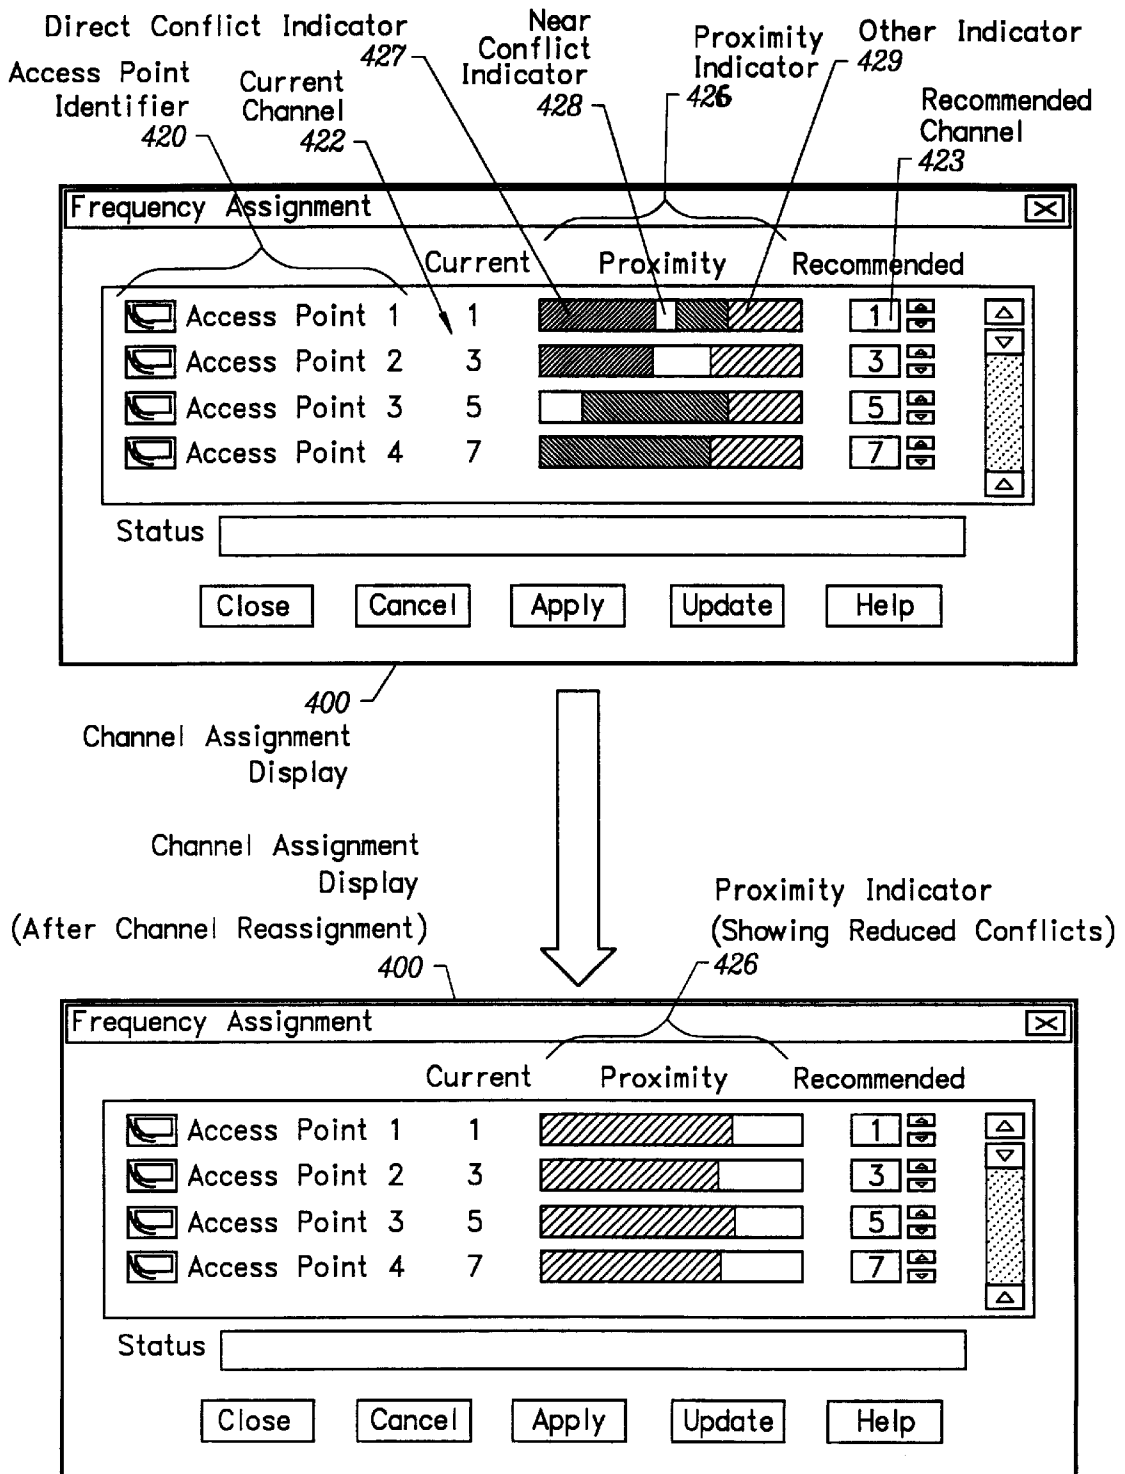 Direct Conflict Indicator
427
Near
Conflict
Indicator
428
Proximity
Indicator
426
Other Indicator
429
Access Point
Identifier
420
Current
Channel
422
Recommended
Channel
423
Frequency Assignment
Current Proximity Recommended
Access Point 1 1 1
Access Point 2 3 3
Access Point 3 5 5
Access Point 4 7 7
Status
Close Cancel Apply Update Help
400
Channel Assignment
Display
Channel Assignment
Display
(After Channel Reassignment)
400
Proximity Indicator
(Showing Reduced Conflicts)
426
Frequency Assignment
Current Proximity Recommended
Access Point 1 1 1
Access Point 2 3 3
Access Point 3 5 5
Access Point 4 7 7
Status
Close Cancel Apply Update Help